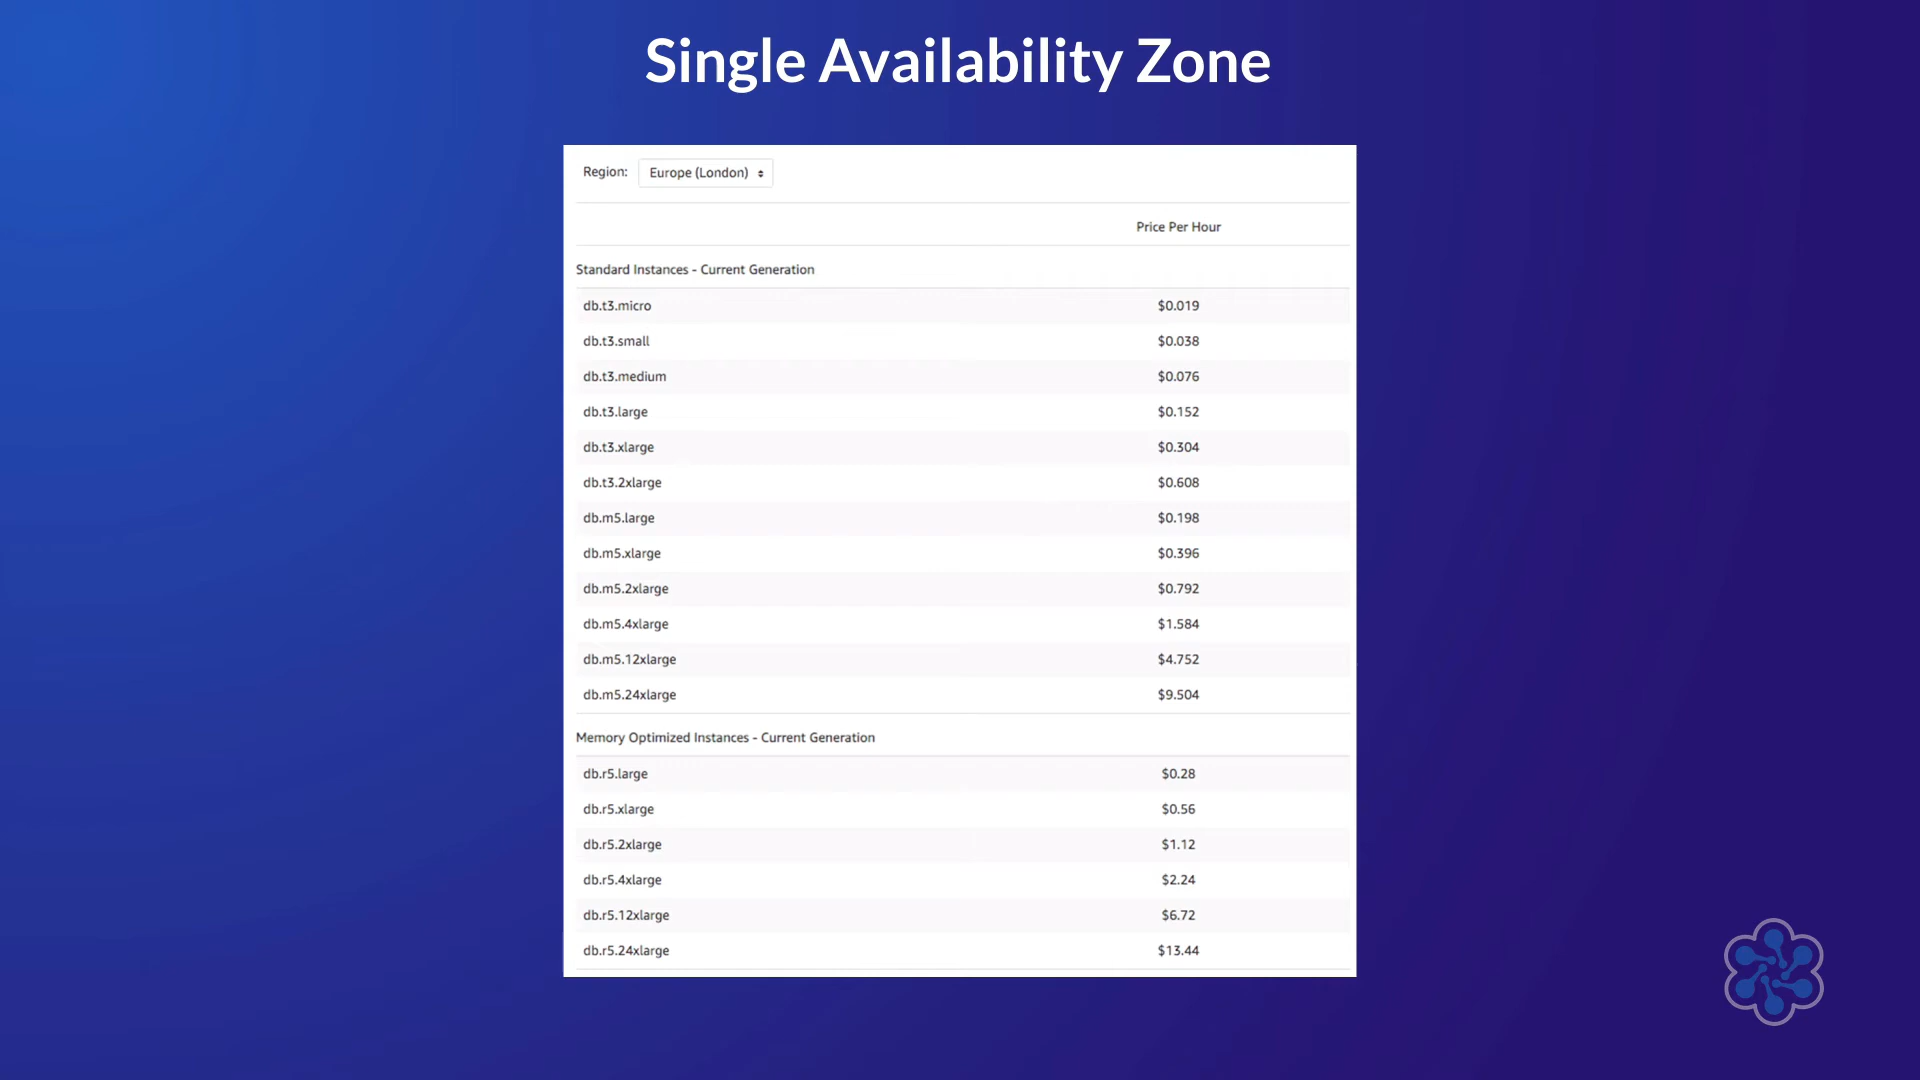 Single Availability Zone
Region: Europe (London)
Price Per Hour
Standard Instances - Current Generation
db.t3.micro $0.019
db.t3.small $0.038
db.t3.medium $0.076
db.t3.large $0.152
db.t3.xlarge $0.304
db.t3.2xlarge $0.608
db.m5.large $0.198
db.m5.xlarge $0.396
db.m5.2xlarge $0.792
db.m5.4xlarge $1.584
db.m5.12xlarge $4.752
db.m5.24xlarge $9.504
Memory Optimized Instances - Current Generation
db.r5.large $0.28
db.r5.xlarge $0.56
db.r5.2xlarge $1.12
db.r5.4xlarge $2.24
db.r5.12xlarge $6.72
db.r5.24xlarge $13.44